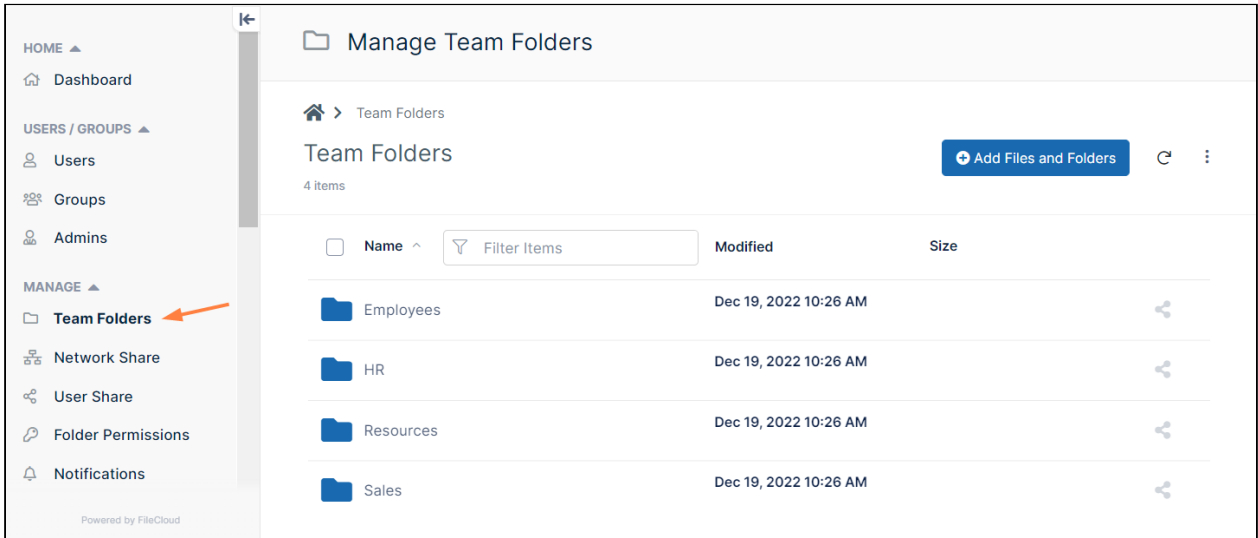 HOME
Dashboard
USERS / GROUPS
Users
Groups
Admins
MANAGE
Team Folders
Network Share
User Share
Folder Permissions
Notifications
Powered by FileCloud
Manage Team Folders
Team Folders
Team Folders
4 items
Add Files and Folders
Name Filter Items Modified Size
Employees Dec 19, 2022 10:26 AM
HR Dec 19, 2022 10:26 AM
Resources Dec 19, 2022 10:26 AM
Sales Dec 19, 2022 10:26 AM